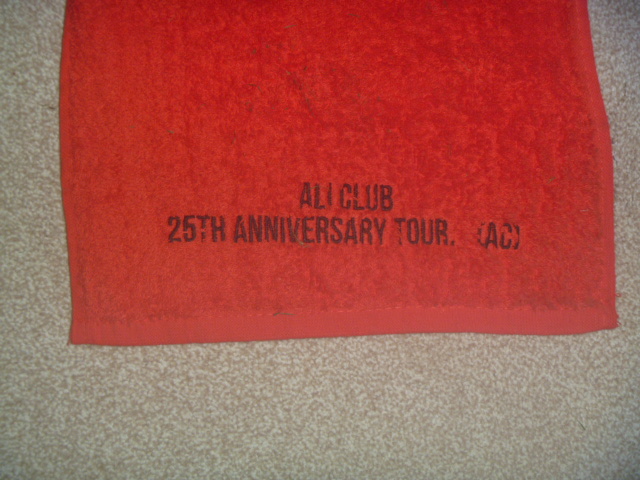 ALI CLUB
25TH ANNIVERSARY TOUR. (AC)